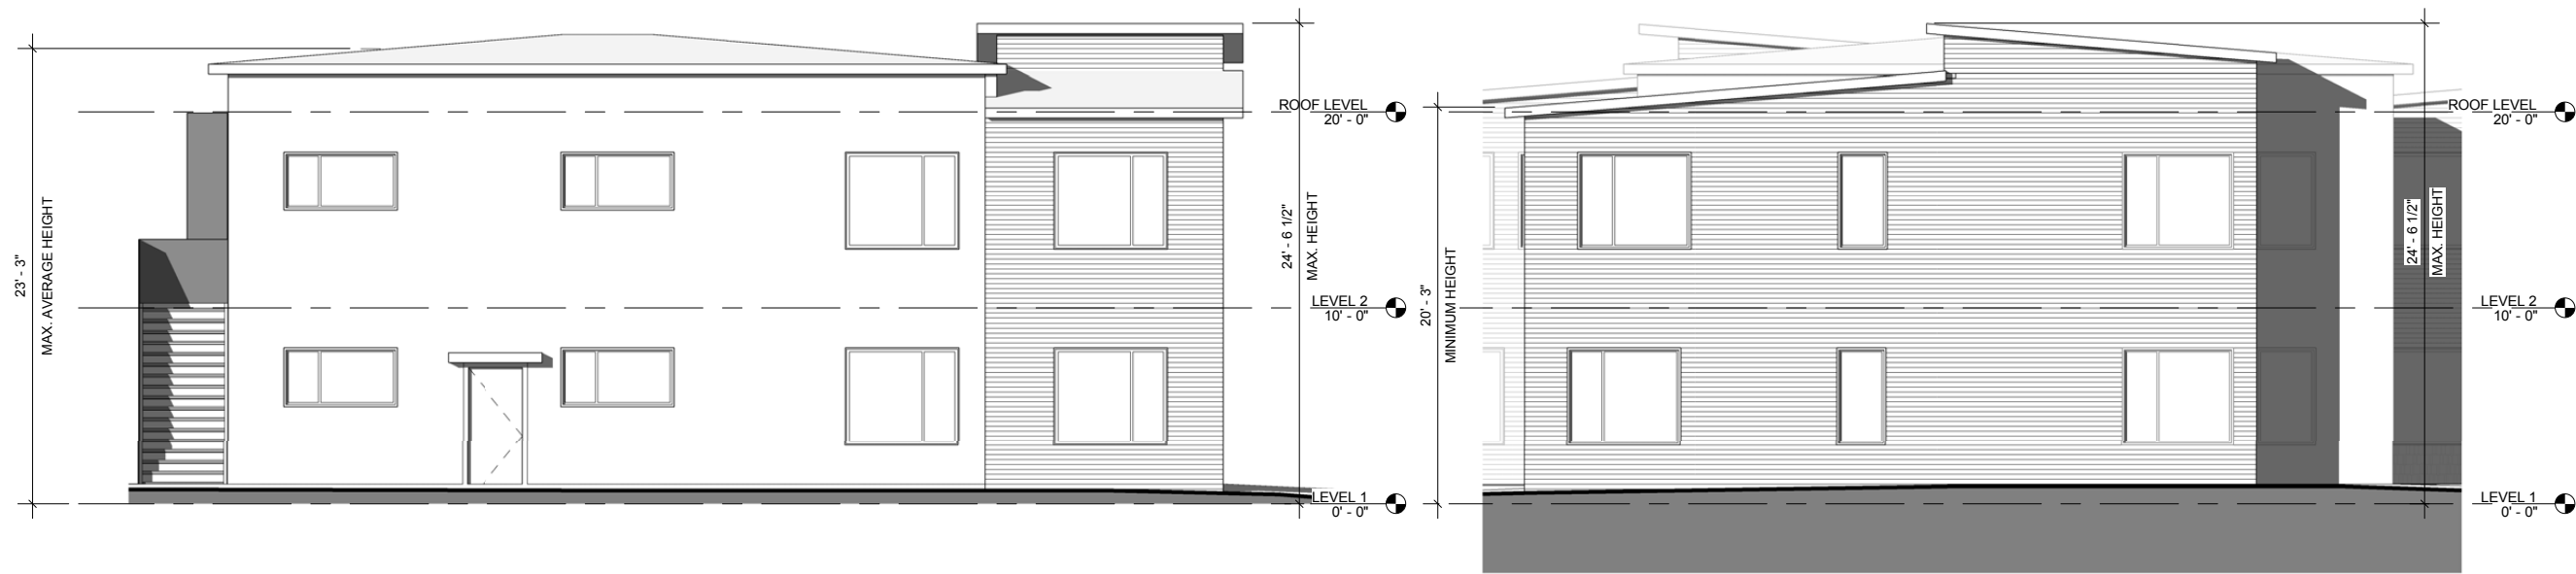 23' - 3"
MAX. AVERAGE HEIGHT
ROOF LEVEL
20' - 0"
24' - 6 1/2"
MAX. HEIGHT
LEVEL 2
10' - 0"
LEVEL 1
0' - 0"
20' - 3"
MINIMUM HEIGHT
ROOF LEVEL
20' - 0"
24' - 6 1/2"
MAX. HEIGHT
LEVEL 2
10' - 0"
LEVEL 1
0' - 0"